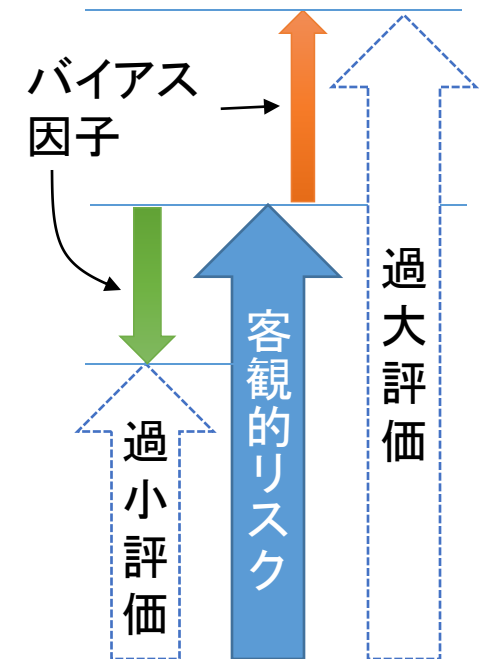 バイアス
因子
過大評価
客観的リスク
過小評価